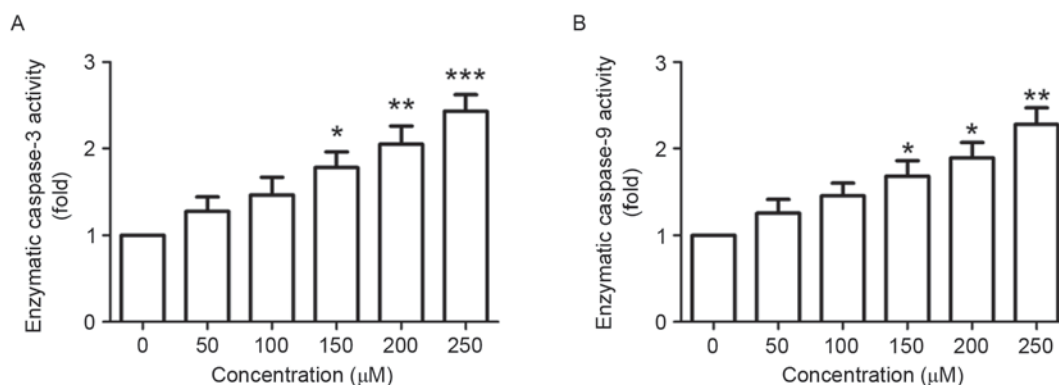 A
Enzymatic caspase-3 activity
(fold)
3
2
1
0
*
**
***
0 50 100 150 200 250
Concentration (μM)
B
Enzymatic caspase-9 activity
(fold)
3
2
1
0
*
*
**
0 50 100 150 200 250
Concentration (μM)